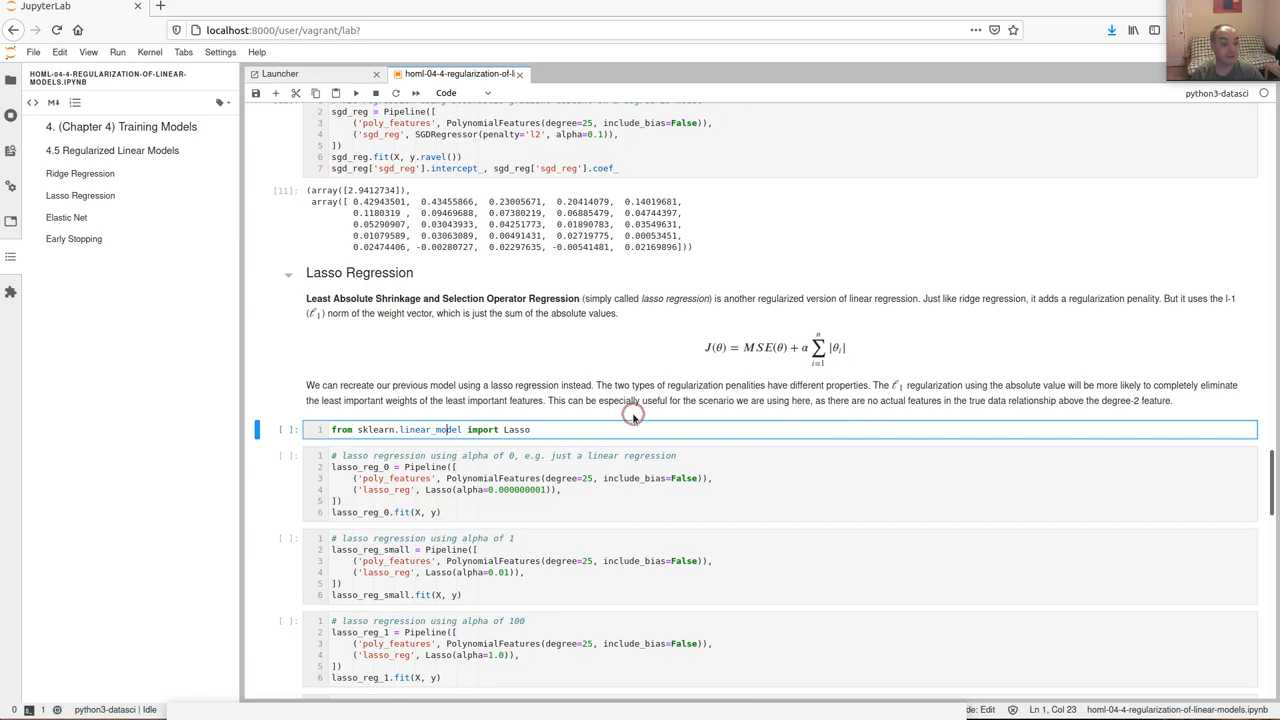 JupyterLab
localhost:8000/user/vagrant/lab?
File Edit View Run Kernel Tabs Settings Help
HOML-04-4-REGULARIZATION-OF-LINEAR-
MODELS.IPYNB
4. (Chapter 4) Training Models
4.5 Regularized Linear Models
Ridge Regression
Lasso Regression
Elastic Net
Early Stopping
Launcher
homl-04-4-regularization-of-li
Code
python3-datasci
2 sgd_reg = Pipeline([
3 ('poly_features', PolynomialFeatures(degree=25, include_bias=False)),
4 ('sgd_reg', SGDRegressor(penalty='l2', alpha=0.1)),
5 ])
6 sgd_reg.fit(X, y.ravel())
7 sgd_reg['sgd_reg'].intercept_, sgd_reg['sgd_reg'].coef_
[11]: (array([2.9412734]),
array([ 0.42943501, 0.43455866, 0.23005671, 0.20414079, 0.14019681,
0.1180319 , 0.09469688, 0.07380219, 0.06885479, 0.04744397,
0.05290907, 0.03043933, 0.04251773, 0.01890783, 0.03549631,
0.01079589, 0.03063089, 0.00491431, 0.02719775, 0.00053451,
0.02474406, -0.00280727, 0.02297635, -0.00541481, 0.02169896]))
Lasso Regression
Least Absolute Shrinkage and Selection Operator Regression (simply called lasso regression) is another regularized version of linear regression. Just like ridge regression, it adds a regularization penality. But it uses the l-1
(ℓ1) norm of the weight vector, which is just the sum of the absolute values.
J(θ) = MSE(θ) + α ∑ i=1 n |θi|
We can recreate our previous model using a lasso regression instead. The two types of regularization penalities have different properties. The ℓ1 regularization using the absolute value will be more likely to completely eliminate
the least important weights of the least important features. This can be especially useful for the scenario we are using here, as there are no actual features in the true data relationship above the degree-2 feature.
[ ]: 1 from sklearn.linear_model import Lasso
[ ]: 1 # lasso regression using alpha of 0, e.g. just a linear regression
2 lasso_reg_0 = Pipeline([
3 ('poly_features', PolynomialFeatures(degree=25, include_bias=False)),
4 ('lasso_reg', Lasso(alpha=0.000000001)),
5 ])
6 lasso_reg_0.fit(X, y)
[ ]: 1 # lasso regression using alpha of 1
2 lasso_reg_small = Pipeline([
3 ('poly_features', PolynomialFeatures(degree=25, include_bias=False)),
4 ('lasso_reg', Lasso(alpha=0.01)),
5 ])
6 lasso_reg_small.fit(X, y)
[ ]: 1 # lasso regression using alpha of 100
2 lasso_reg_1 = Pipeline([
3 ('poly_features', PolynomialFeatures(degree=25, include_bias=False)),
4 ('lasso_reg', Lasso(alpha=1.0)),
5 ])
6 lasso_reg_1.fit(X, y)
0 1 python3-datasci | Idle
de: Edit Ln 1, Col 23 homl-04-4-regularization-of-linear-models.ipynb